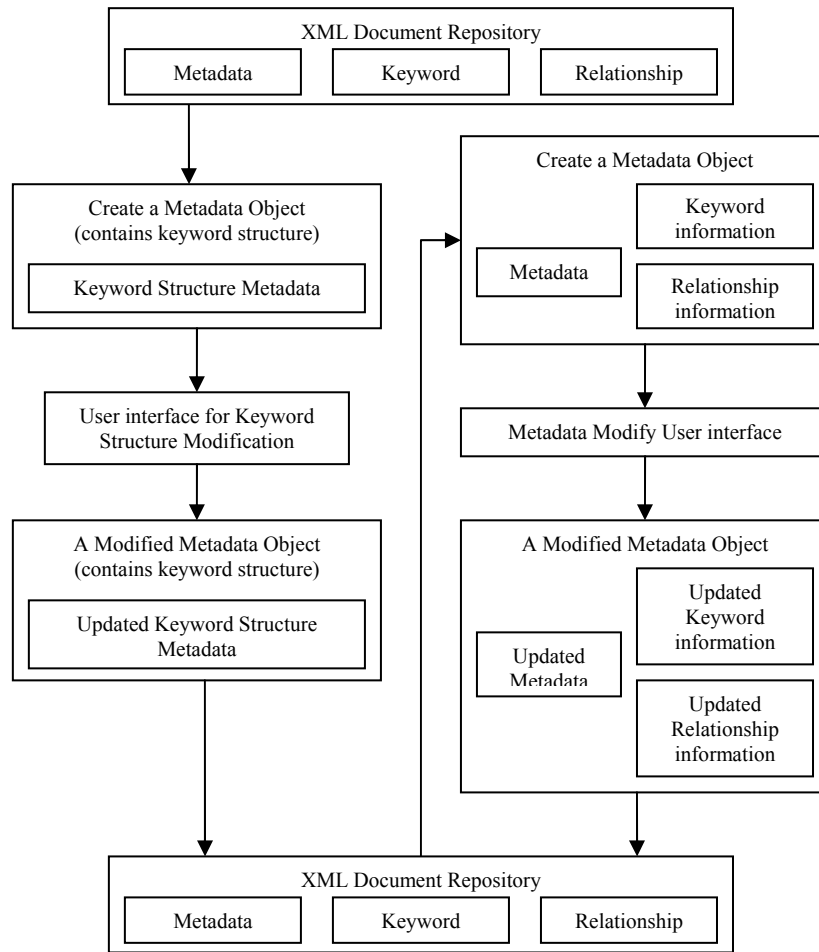 XML Document Repository
Metadata
Keyword
Relationship
Create a Metadata Object
(contains keyword structure)
Keyword Structure Metadata
User interface for Keyword
Structure Modification
A Modified Metadata Object
(contains keyword structure)
Updated Keyword Structure
Metadata
Create a Metadata Object
Metadata
Keyword
information
Relationship
information
Metadata Modify User interface
A Modified Metadata Object
Updated
Metadata
Updated
Keyword
information
Updated
Relationship
information
XML Document Repository
Metadata
Keyword
Relationship